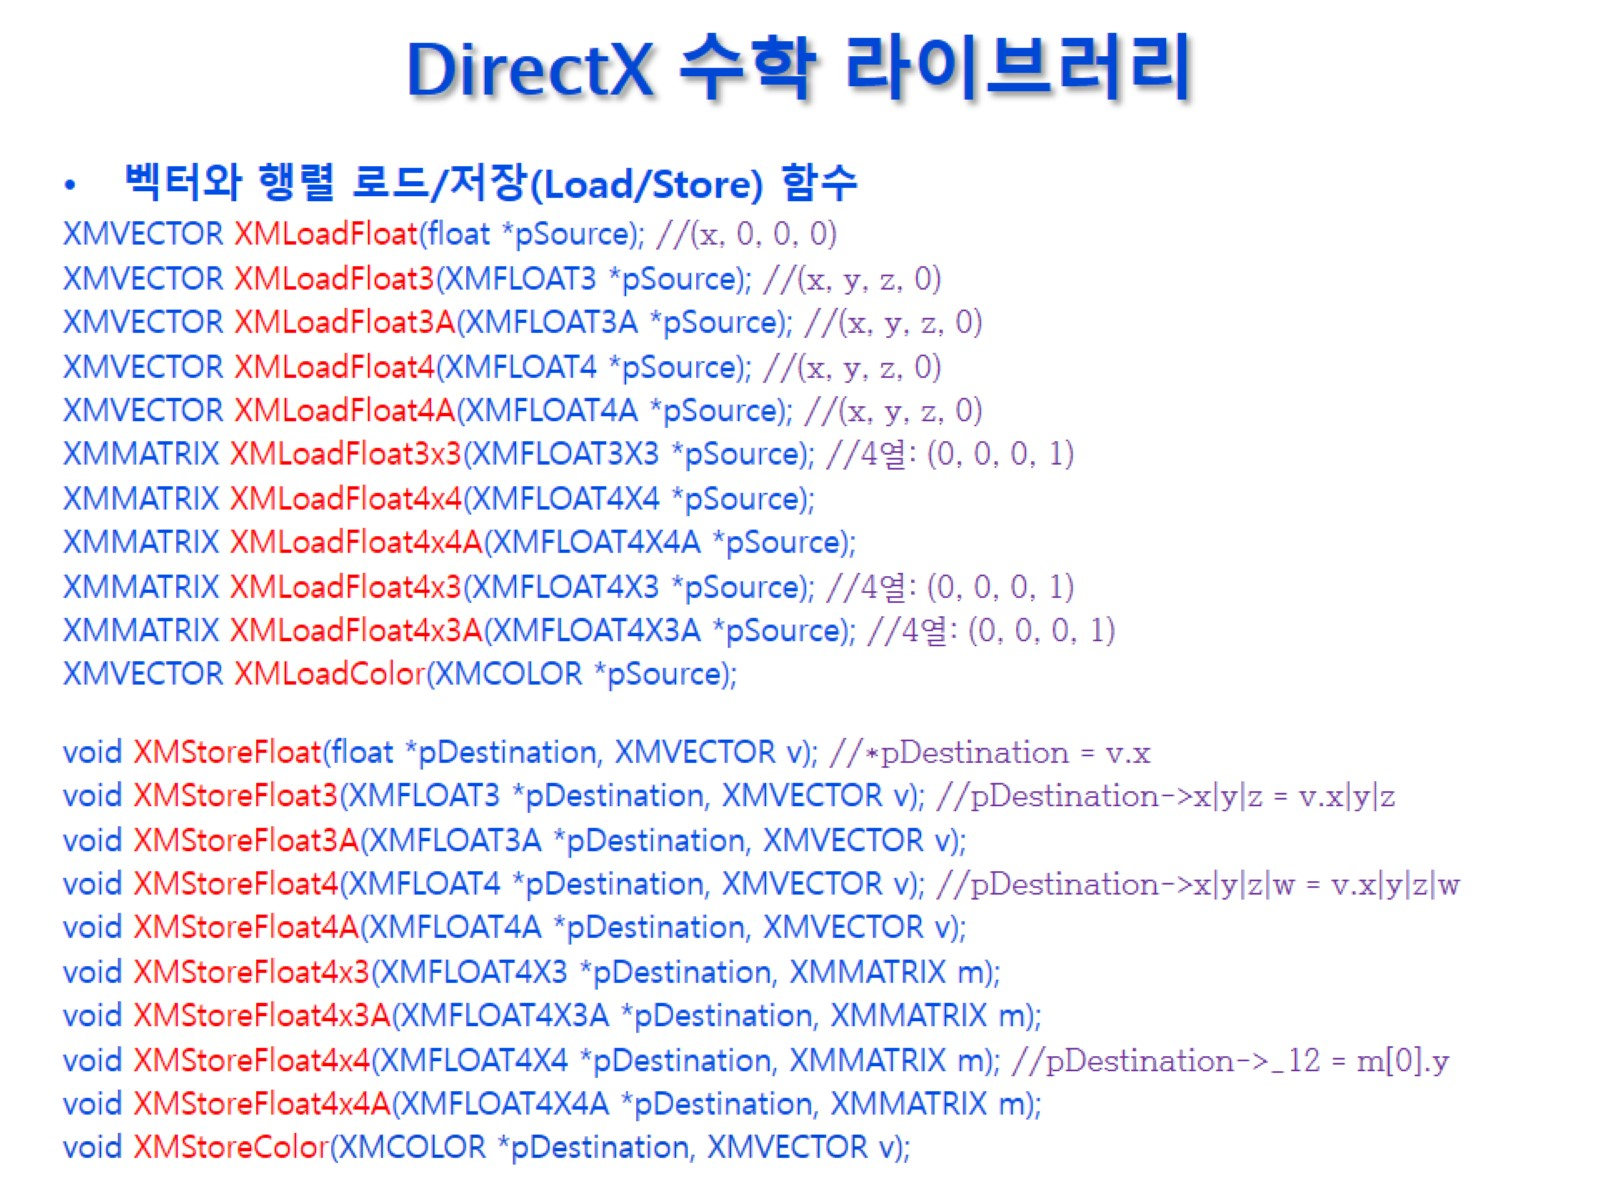 DirectX 수학 라이브러리
• 벡터와 행렬 로드/저장(Load/Store) 함수
XMVECTOR XMLoadFloat(float *pSource); //(x, 0, 0, 0)
XMVECTOR XMLoadFloat3(XMFLOAT3 *pSource); //(x, y, z, 0)
XMVECTOR XMLoadFloat3A(XMFLOAT3A *pSource); //(x, y, z, 0)
XMVECTOR XMLoadFloat4(XMFLOAT4 *pSource); //(x, y, z, 0)
XMVECTOR XMLoadFloat4A(XMFLOAT4A *pSource); //(x, y, z, 0)
XMMATRIX XMLoadFloat3x3(XMFLOAT3X3 *pSource); //4열: (0, 0, 0, 1)
XMMATRIX XMLoadFloat4x4(XMFLOAT4X4 *pSource);
XMMATRIX XMLoadFloat4x4A(XMFLOAT4X4A *pSource);
XMMATRIX XMLoadFloat4x3(XMFLOAT4X3 *pSource); //4열: (0, 0, 0, 1)
XMMATRIX XMLoadFloat4x3A(XMFLOAT4X3A *pSource); //4열: (0, 0, 0, 1)
XMVECTOR XMLoadColor(XMCOLOR *pSource);
void XMStoreFloat(float *pDestination, XMVECTOR v); //*pDestination = v.x
void XMStoreFloat3(XMFLOAT3 *pDestination, XMVECTOR v); //pDestination->x|y|z = v.x|y|z
void XMStoreFloat3A(XMFLOAT3A *pDestination, XMVECTOR v);
void XMStoreFloat4(XMFLOAT4 *pDestination, XMVECTOR v); //pDestination->x|y|z|w = v.x|y|z|w
void XMStoreFloat4A(XMFLOAT4A *pDestination, XMVECTOR v);
void XMStoreFloat4x3(XMFLOAT4X3 *pDestination, XMMATRIX m);
void XMStoreFloat4x3A(XMFLOAT4X3A *pDestination, XMMATRIX m);
void XMStoreFloat4x4(XMFLOAT4X4 *pDestination, XMMATRIX m); //pDestination->_12 = m[0].y
void XMStoreFloat4x4A(XMFLOAT4X4A *pDestination, XMMATRIX m);
void XMStoreColor(XMCOLOR *pDestination, XMVECTOR v);